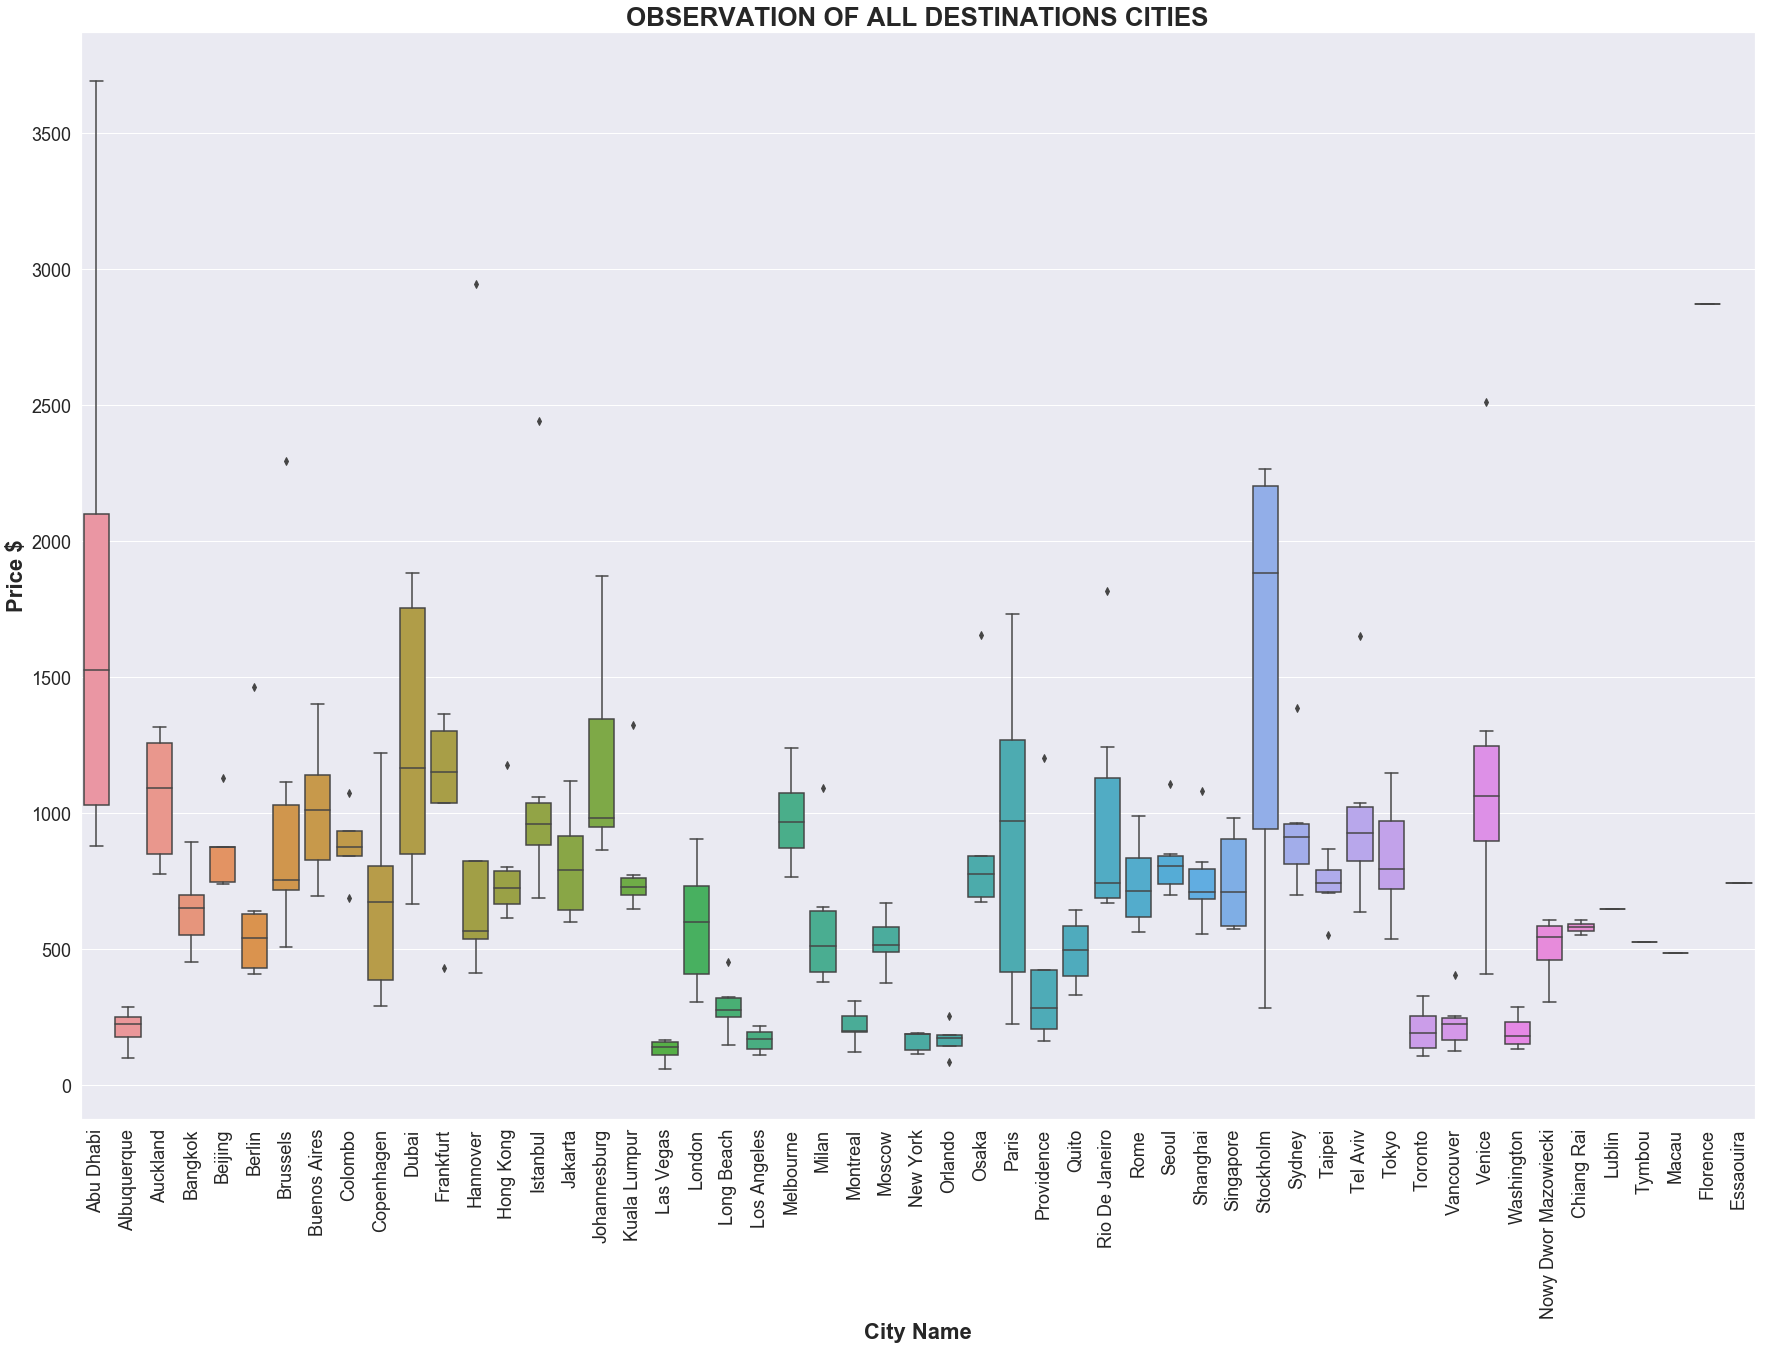 OBSERVATION OF ALL DESTINATIONS CITIES
Price $
3500
3000
2500
2000
1500
1000
500
0
Abu Dhabi
Albuquerque
Auckland
Bangkok
Beijing
Berlin
Brussels
Buenos Aires
Colombo
Copenhagen
Dubai
Frankfurt
Hannover
Hong Kong
Istanbul
Jakarta
Johannesburg
Kuala Lumpur
Las Vegas
London
Long Beach
Los Angeles
Melbourne
Milan
Montreal
Moscow
New York
Orlando
Osaka
Paris
Providence
Quito
Rio De Janeiro
Rome
Seoul
Shanghai
Singapore
Stockholm
Sydney
Taipei
Tel Aviv
Tokyo
Toronto
Vancouver
Venice
Washington
Nowy Dwor Mazowiecki
Chiang Rai
Lublin
Tymbou
Macau
Florence
Essaouira
City Name